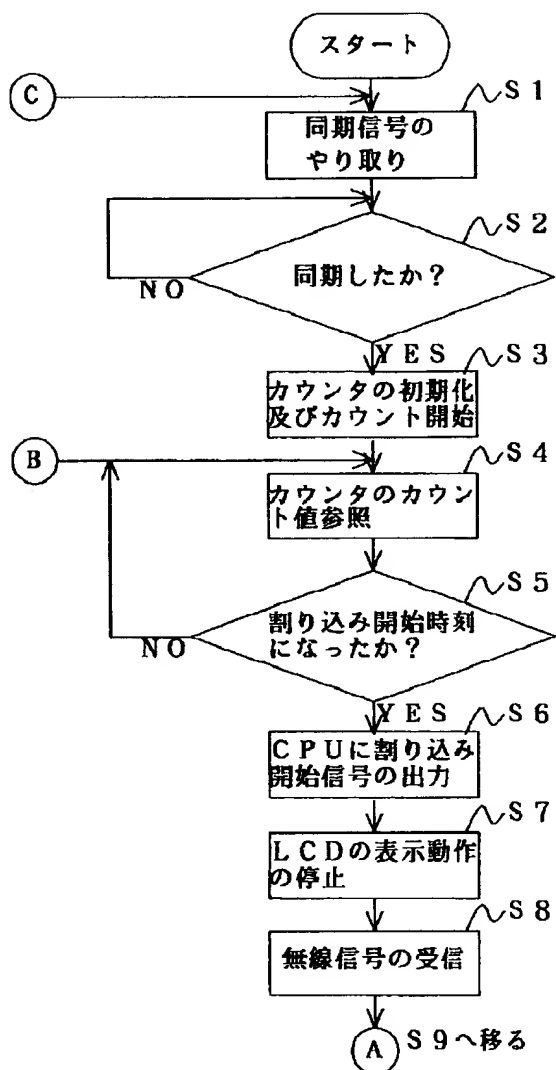 スタート
C
S1
同期信号の
やり取り
S2
同期したか？
NO
YES
S3
カウンタの初期化
及びカウント開始
B
S4
カウンタのカウン
ト値参照
S5
割り込み開始時刻
になったか？
NO
YES
S6
CPUに割り込み
開始信号の出力
S7
LCDの表示動作
の停止
S8
無線信号の受信
A
S9へ移る